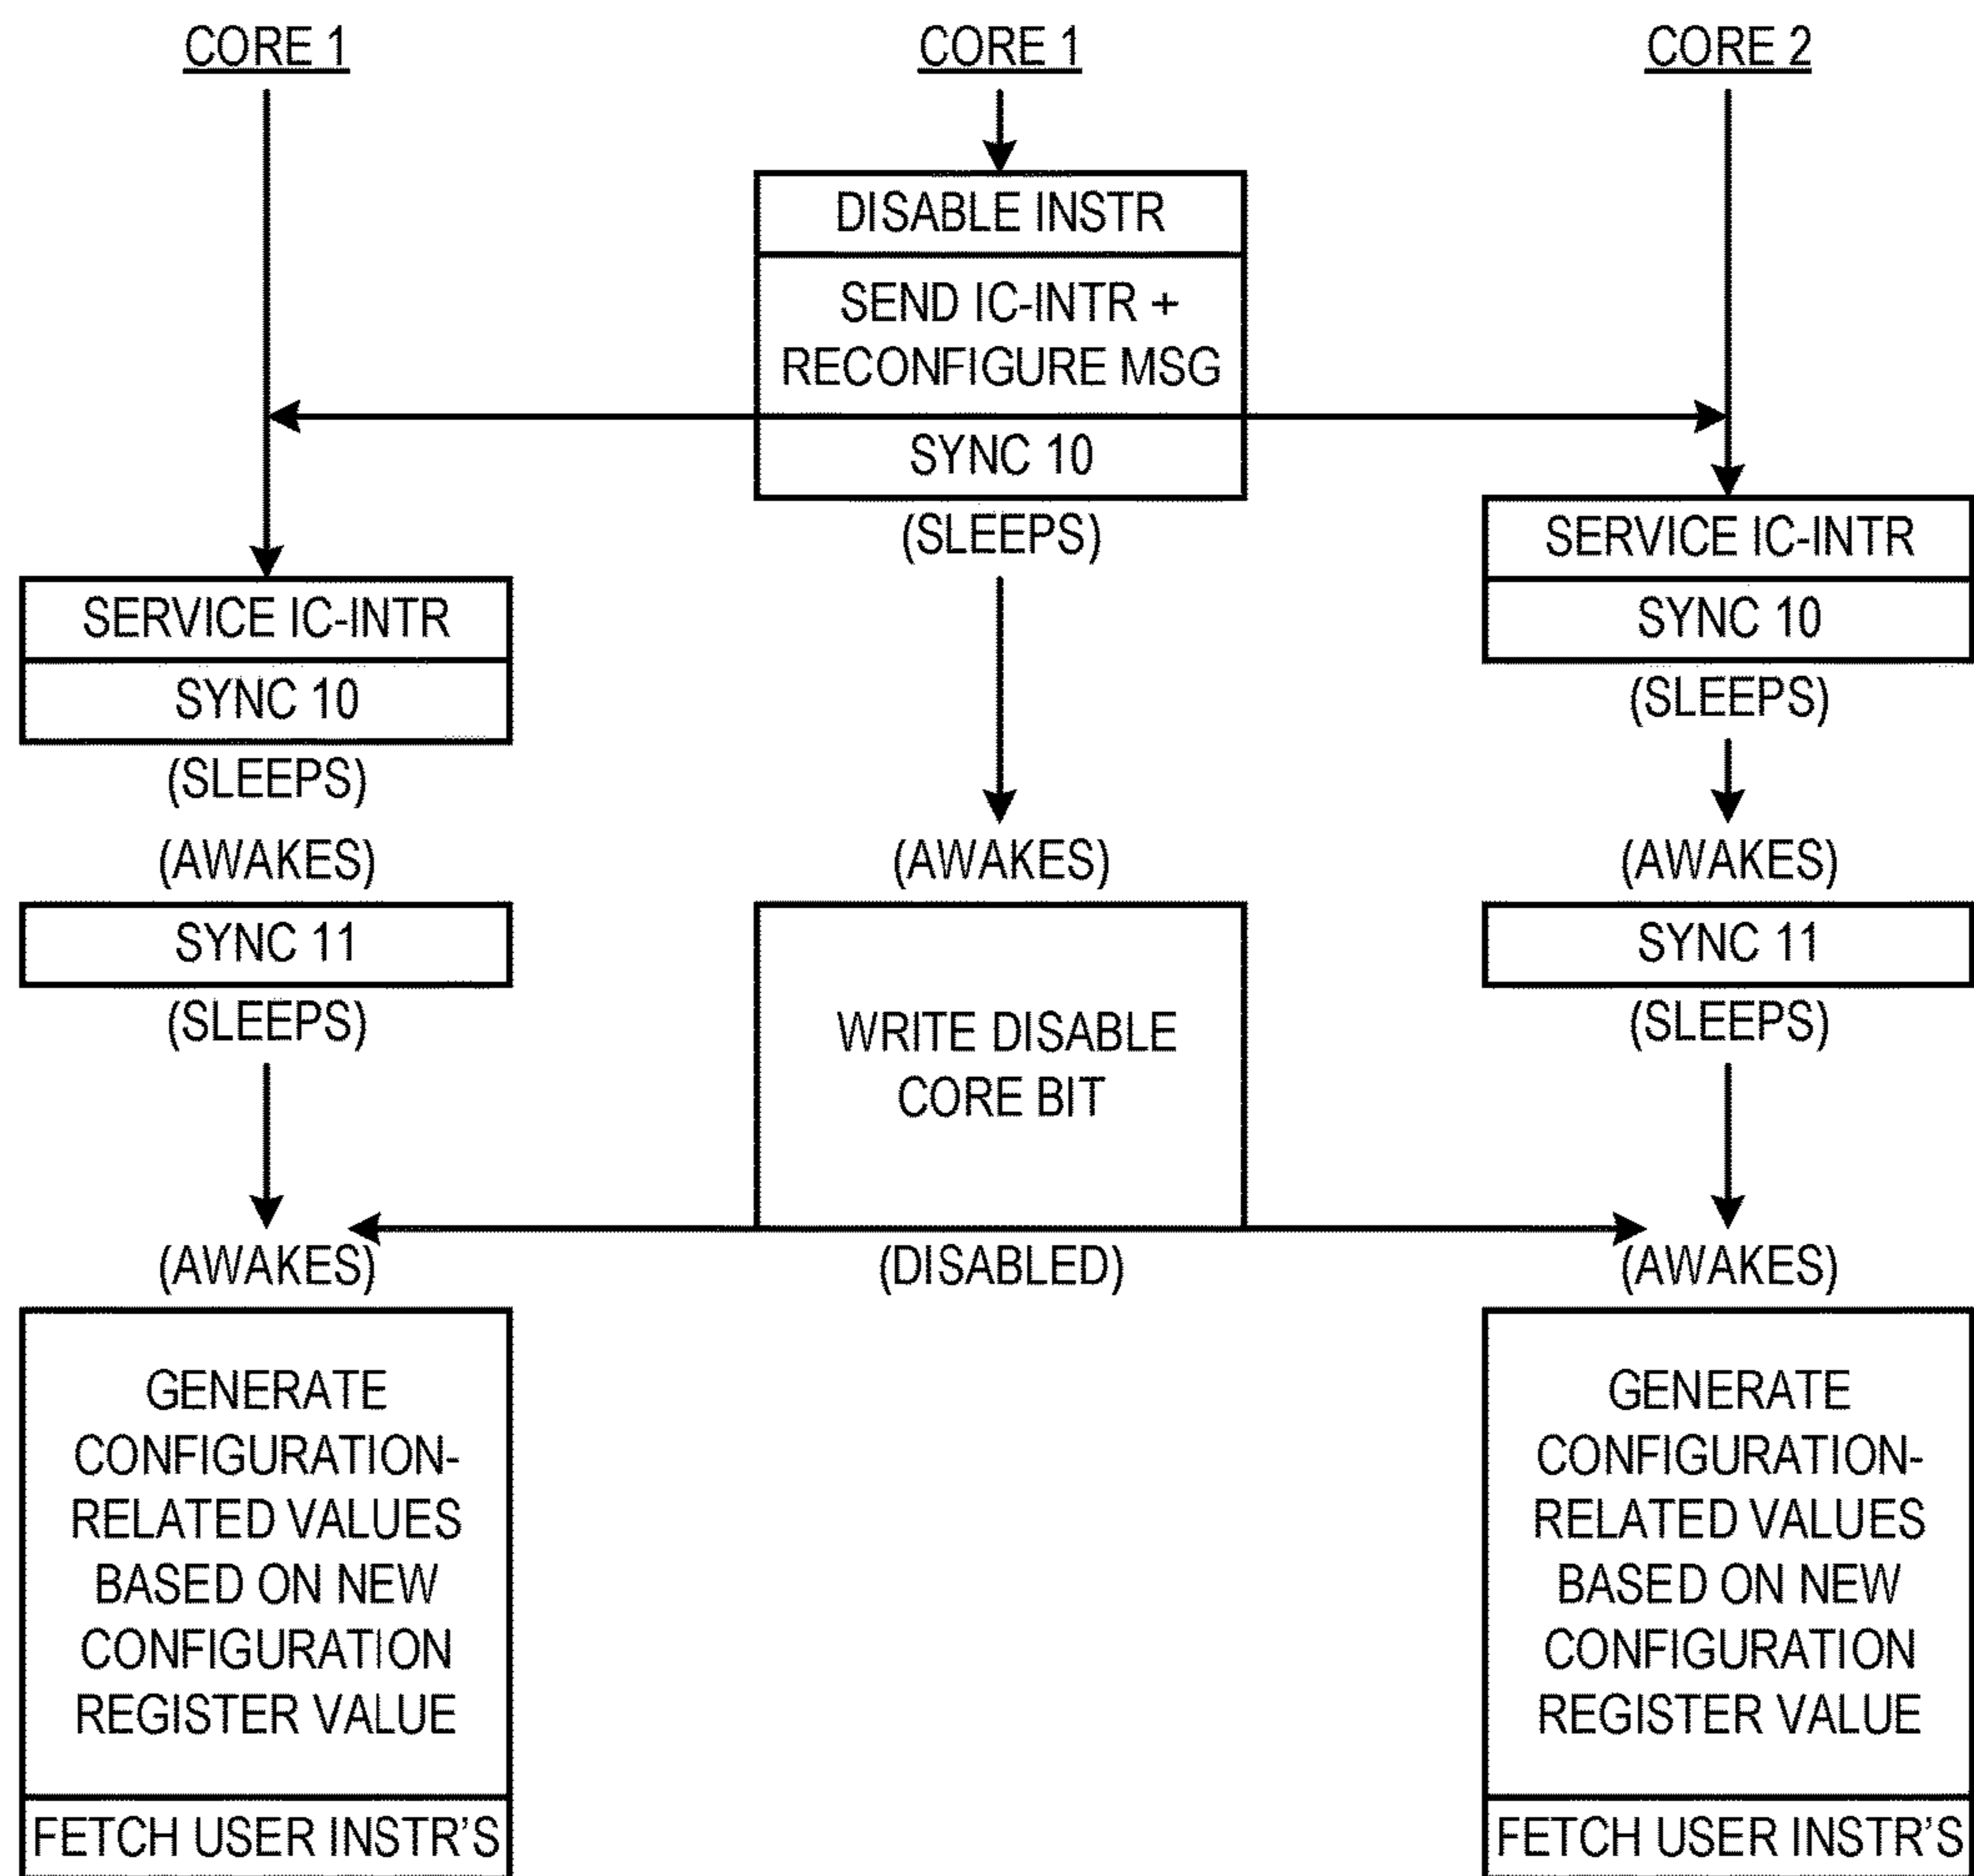 CORE 1
CORE 1
CORE 2
DISABLE INSTR
SEND IC-INTR +
RECONFIGURE MSG
SYNC 10
(SLEEPS)
SERVICE IC-INTR
SYNC 10
(SLEEPS)
SERVICE IC-INTR
SYNC 10
(SLEEPS)
(AWAKES)
(AWAKES)
(AWAKES)
SYNC 11
(SLEEPS)
WRITE DISABLE
CORE BIT
SYNC 11
(SLEEPS)
(AWAKES)
(DISABLED)
(AWAKES)
GENERATE
CONFIGURATION-
RELATED VALUES
BASED ON NEW
CONFIGURATION
REGISTER VALUE
FETCH USER INSTR'S
GENERATE
CONFIGURATION-
RELATED VALUES
BASED ON NEW
CONFIGURATION
REGISTER VALUE
FETCH USER INSTR'S